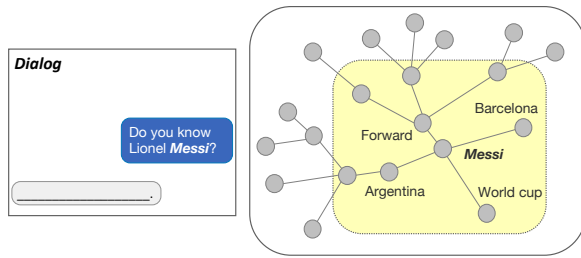 Dialog
Do you know
Lionel Messi?
.
Barcelona
Forward
Messi
Argentina
World cup